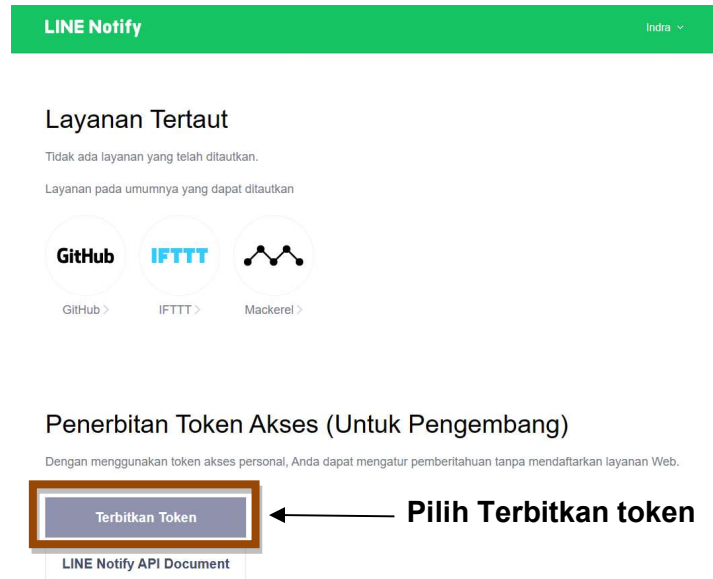 LINE Notify
Indra
Layanan Tertaut
Tidak ada layanan yang telah ditautkan.
Layanan pada umumnya yang dapat ditautkan
GitHub IFTTT
GitHub IFTTT Mackerel
Penerbitan Token Akses (Untuk Pengembang)
Dengan menggunakan token akses personal, Anda dapat mengatur pemberitahuan tanpa mendaftarkan layanan Web.
Terbitkan Token
Pilih Terbitkan token
LINE Notify API Document